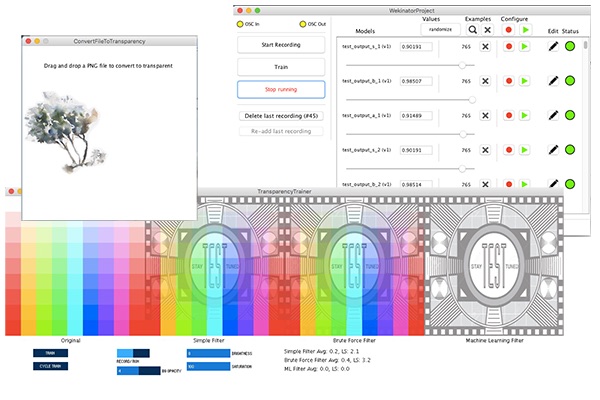 ConvertFileToTransparency
Drag and drop a PNG file to convert to transparent
WekinatorProject
OSC In
OSC Out
Start Recording
Train
Stop running
Delete last recording (#45)
Re-add last recording
Values
Examples
Configure
Models
randomize
Edit
Status
test_output_s_1 (v1) 0.90191 765
test_output_b_1 (v1) 0.98507 765
test_output_a_1 (v1) 0.91489 765
test_output_s_2 (v1) 0.90191 765
test_output_b_2 (v1) 0.98514 765
TransparencyTrainer
STAY TEST TUNED
STAY TEST TUNED
STAY TEST TUNED
Original
Simple Filter
Brute Force Filter
Machine Learning Filter
TRAIN
CYCLE TRAIN
RECORD/RUN
BG OPACITY
BRIGHTNESS
SATURATION
Simple Filter Avg: 0.2, LS: 2.1
Brute Force Filter Avg: 0.4, LS: 3.2
ML Filter Avg: 0.0, LS: 0.0